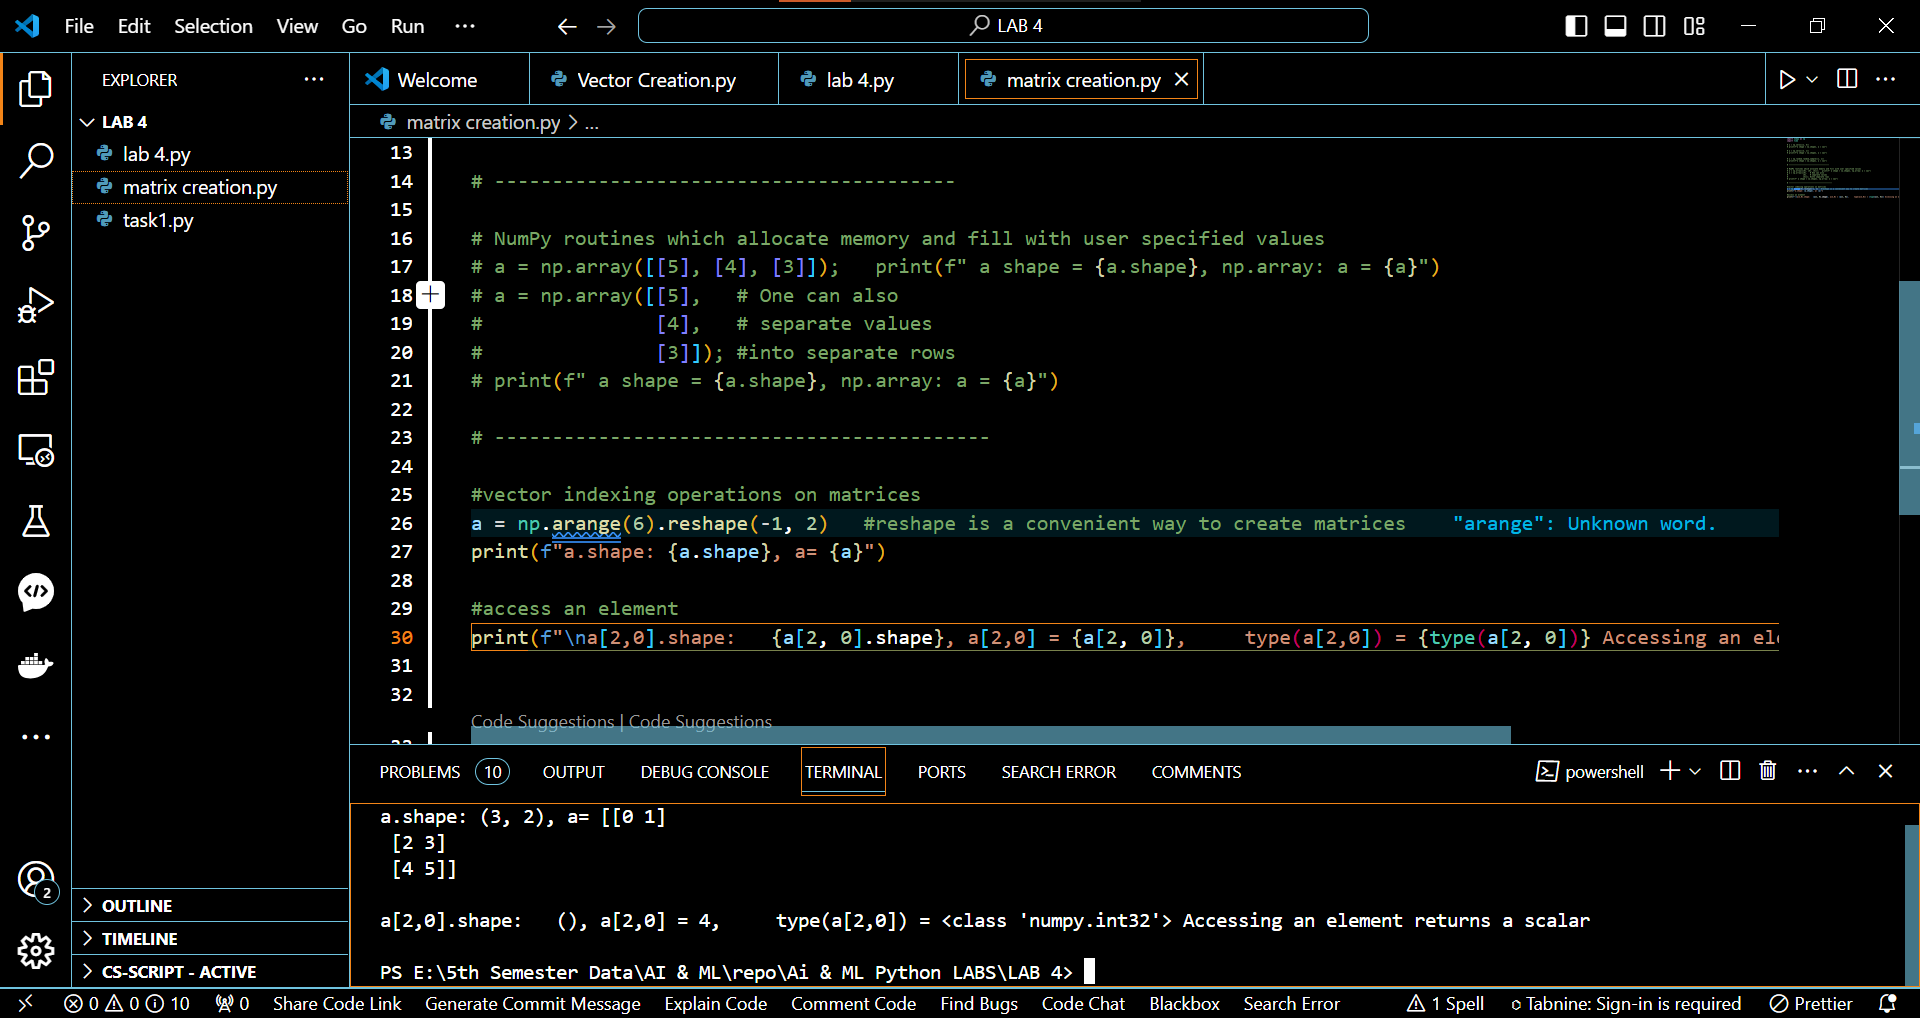 File Edit Selection View Go Run ··· ← → LAB 4
EXPLORER ···
LAB 4
lab 4.py
matrix creation.py
task1.py
OUTLINE
TIMELINE
CS-SCRIPT - ACTIVE
2
Welcome Vector Creation.py lab 4.py matrix creation.py
matrix creation.py > ...
13
14 # ----------------------------------------
15
16 # NumPy routines which allocate memory and fill with user specified values
17 # a = np.array([[5], [4], [3]]);   print(f" a shape = {a.shape}, np.array: a = {a}")
18 # a = np.array([[5],   # One can also
19 #               [4],   # separate values
20 #               [3]]); #into separate rows
21 # print(f" a shape = {a.shape}, np.array: a = {a}")
22
23 # -------------------------------------------
24
25 #vector indexing operations on matrices
26 a = np.arange(6).reshape(-1, 2)   #reshape is a convenient way to create matrices    "arange": Unknown word.
27 print(f"a.shape: {a.shape}, a= {a}")
28
29 #access an element
30 print(f"\na[2,0].shape:   {a[2, 0].shape}, a[2,0] = {a[2, 0]},     type(a[2,0]) = {type(a[2, 0])} Accessing an el
31
32
Code Suggestions | Code Suggestions
PROBLEMS 10 OUTPUT DEBUG CONSOLE TERMINAL PORTS SEARCH ERROR COMMENTS powershell
a.shape: (3, 2), a= [[0 1]
 [2 3]
 [4 5]]
a[2,0].shape:   (), a[2,0] = 4,     type(a[2,0]) = <class 'numpy.int32'> Accessing an element returns a scalar
PS E:\5th Semester Data\AI & ML\repo\Ai & ML Python LABS\LAB 4>
0 0 10 0 Share Code Link Generate Commit Message Explain Code Comment Code Find Bugs Code Chat Blackbox Search Error 1 Spell Tabnine: Sign-in is required Prettier